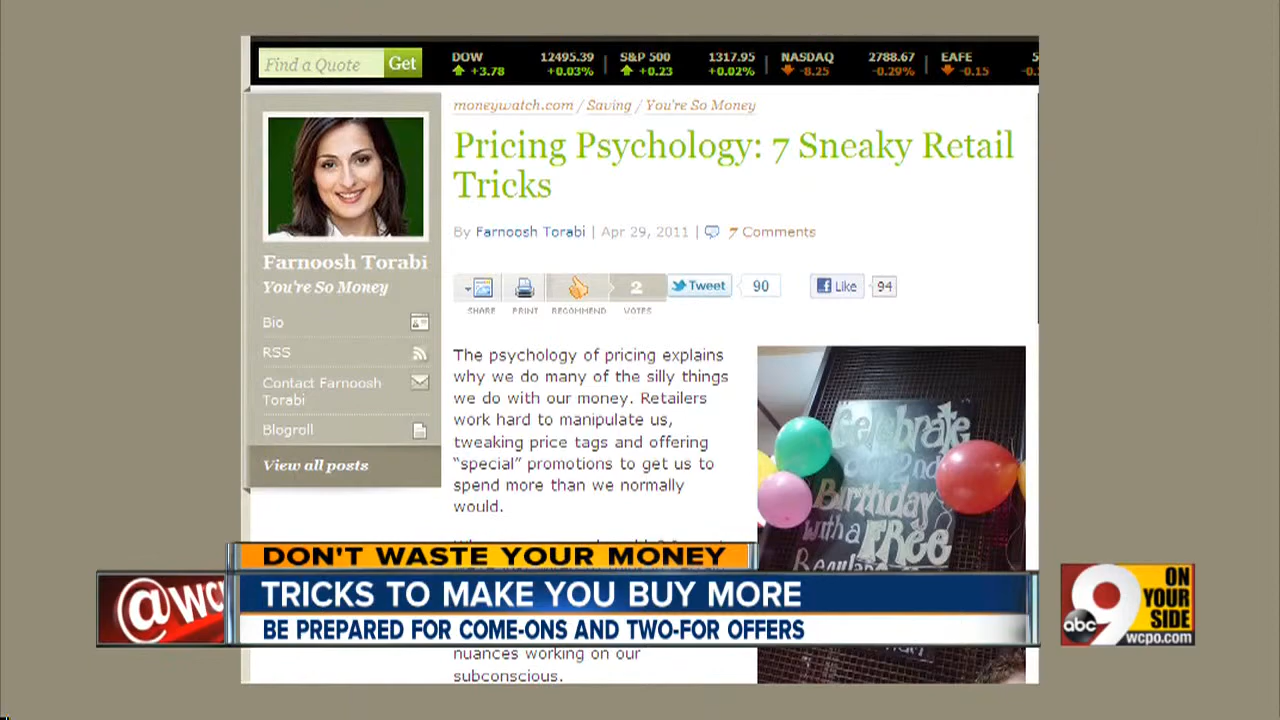 Find a Quote
Get
DOW 12495.39
+3.78 +0.03%
S&P 500 1317.95
+0.23 +0.02%
NASDAQ 2788.67
-8.25 -0.29%
EAFE
-0.15
moneywatch.com / Saving / You're So Money
Pricing Psychology: 7 Sneaky Retail
Tricks
By Farnoosh Torabi | Apr 29, 2011 | 7 Comments
Farnoosh Torabi
You're So Money
Bio
RSS
Contact Farnoosh
Torabi
Blogroll
View all posts
SHARE
PRINT
RECOMMEND
2
VOTES
Tweet
90
Like
94
The psychology of pricing explains
why we do many of the silly things
we do with our money. Retailers
work hard to manipulate us,
tweaking price tags and offering
“special” promotions to get us to
spend more than we normally
would.
Celebrate
our 2nd
Birthday
with a
FREE
DON'T WASTE YOUR MONEY
TRICKS TO MAKE YOU BUY MORE
BE PREPARED FOR COME-ONS AND TWO-FOR OFFERS
@WC
abc 9
ON
YOUR
SIDE
wcpo.com
nuances working on our
subconscious.